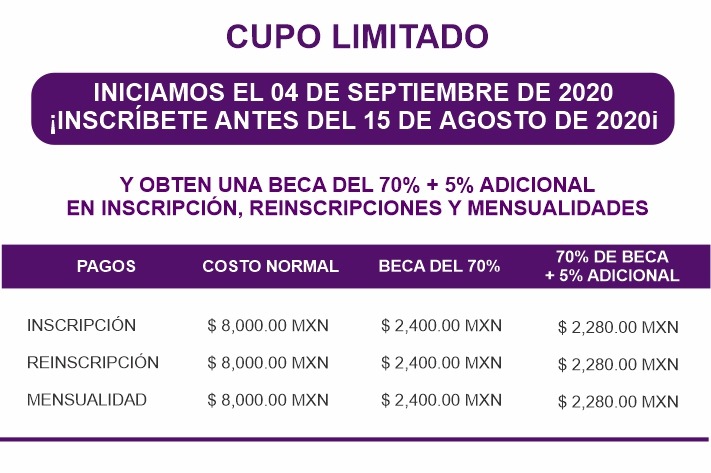 CUPO LIMITADO
INICIAMOS EL 04 DE SEPTIEMBRE DE 2020
¡INSCRÍBETE ANTES DEL 15 DE AGOSTO DE 2020¡
Y OBTEN UNA BECA DEL 70% + 5% ADICIONAL
EN INSCRIPCIÓN, REINSCRIPCIONES Y MENSUALIDADES
PAGOS COSTO NORMAL BECA DEL 70% 70% DE BECA
+ 5% ADICIONAL
INSCRIPCIÓN $ 8,000.00 MXN $ 2,400.00 MXN $ 2,280.00 MXN
REINSCRIPCIÓN $ 8,000.00 MXN $ 2,400.00 MXN $ 2,280.00 MXN
MENSUALIDAD $ 8,000.00 MXN $ 2,400.00 MXN $ 2,280.00 MXN